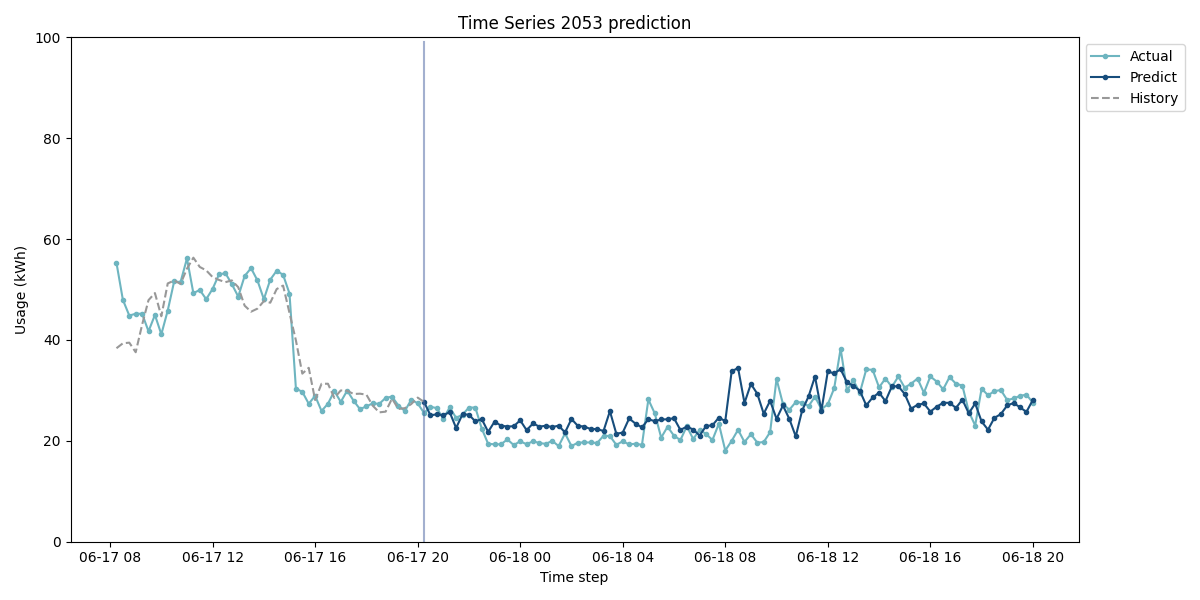 Time Series 2053 prediction
100
80
60
40
20
0
Usage (kWh)
06-17 08
06-17 12
06-17 16
06-17 20
06-18 00
06-18 04
06-18 08
06-18 12
06-18 16
06-18 20
Time step
Actual
Predict
History